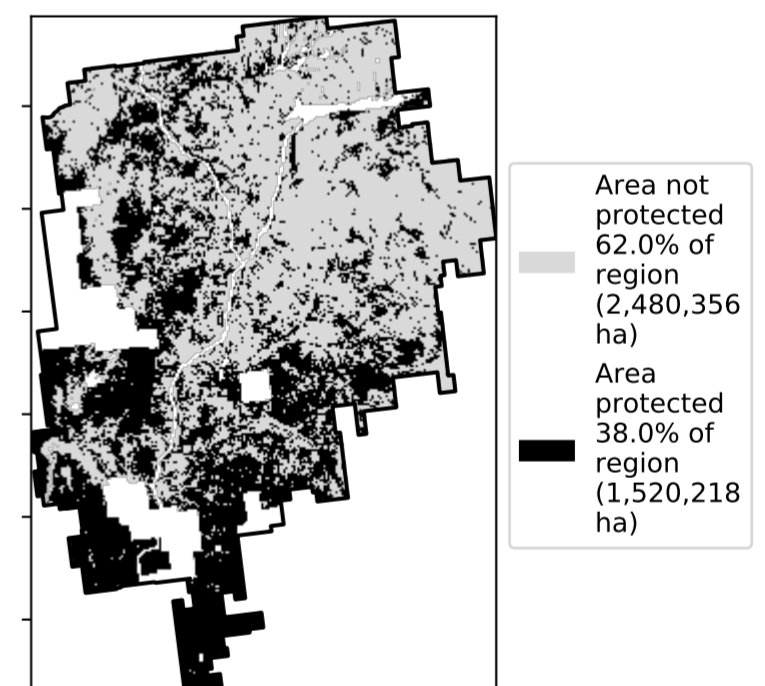 Area not
protected
62.0% of
region
(2,480,356
ha)
Area
protected
38.0% of
region
(1,520,218
ha)